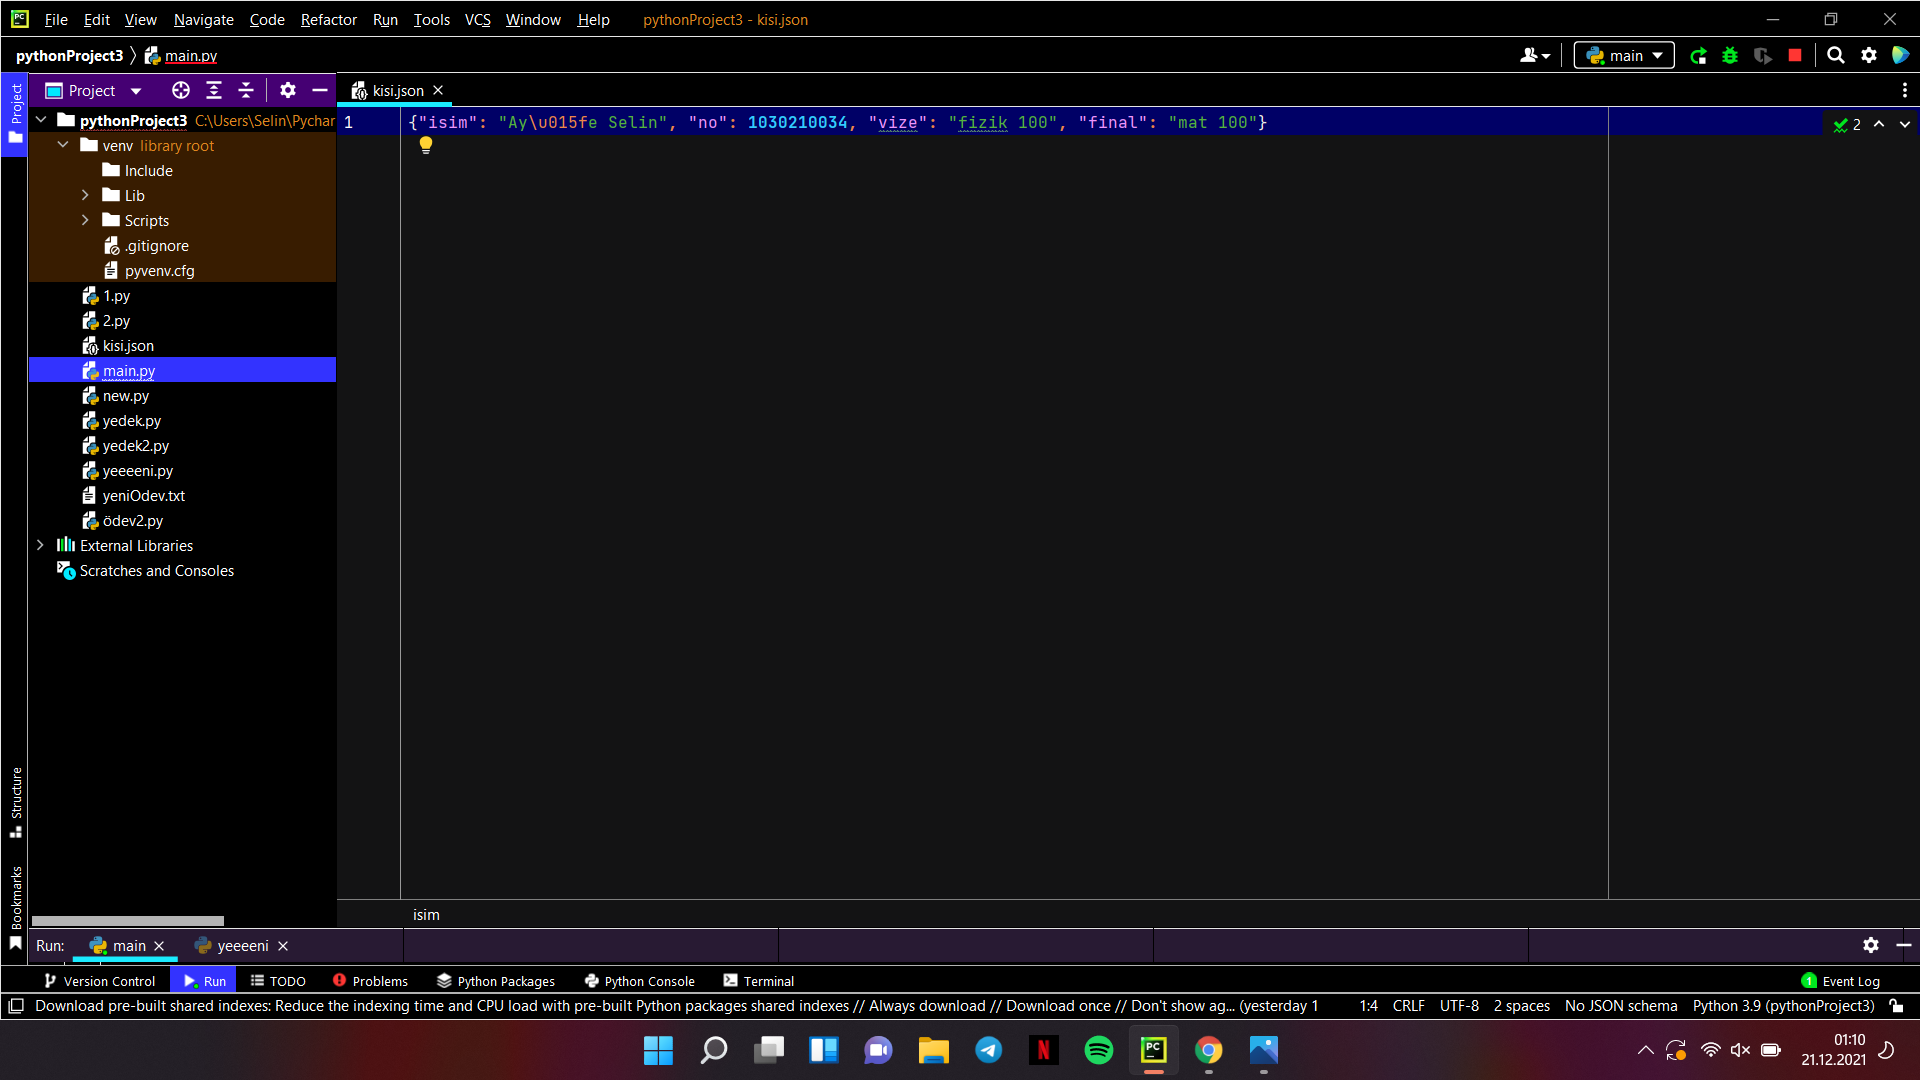 File Edit View Navigate Code Refactor Run Tools VCS Window Help pythonProject3 - kisi.json
pythonProject3 main.py main
Project
Project
kisi.json
pythonProject3 C:\Users\Selin\Pychar
venv library root
Include
Lib
Scripts
.gitignore
pyvenv.cfg
1.py
2.py
kisi.json
main.py
new.py
yedek.py
yedek2.py
yeeeeni.py
yeniOdev.txt
ödev2.py
External Libraries
Scratches and Consoles
1 {"isim": "Ay\u015fe Selin", "no": 1030210034, "vize": "fizik 100", "final": "mat 100"} 2
Structure
Bookmarks
isim
Run: main yeeeeni
Version Control Run TODO Problems Python Packages Python Console Terminal 1 Event Log
Download pre-built shared indexes: Reduce the indexing time and CPU load with pre-built Python packages shared indexes // Always download // Download once // Don't show ag... (yesterday 1 1:4 CRLF UTF-8 2 spaces No JSON schema Python 3.9 (pythonProject3)
01:10
21.12.2021